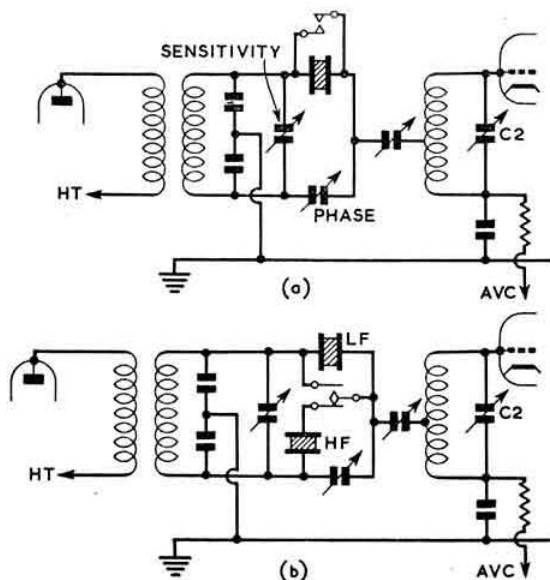 SENSITIVITY
C2
HT
PHASE
(a)
AVC
LF
C2
HF
HT
(b)
AVC